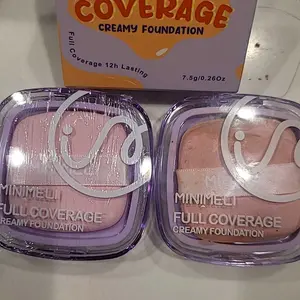 COVERAGE
CREAMY FOUNDATION
Full Coverage 12h Lasting
7.5g/0.26Oz
MINIMELI
FULL COVERAGE
CREAMY FOUNDATION
MINIMELI
FULL COVERAGE
CREAMY FOUNDATION